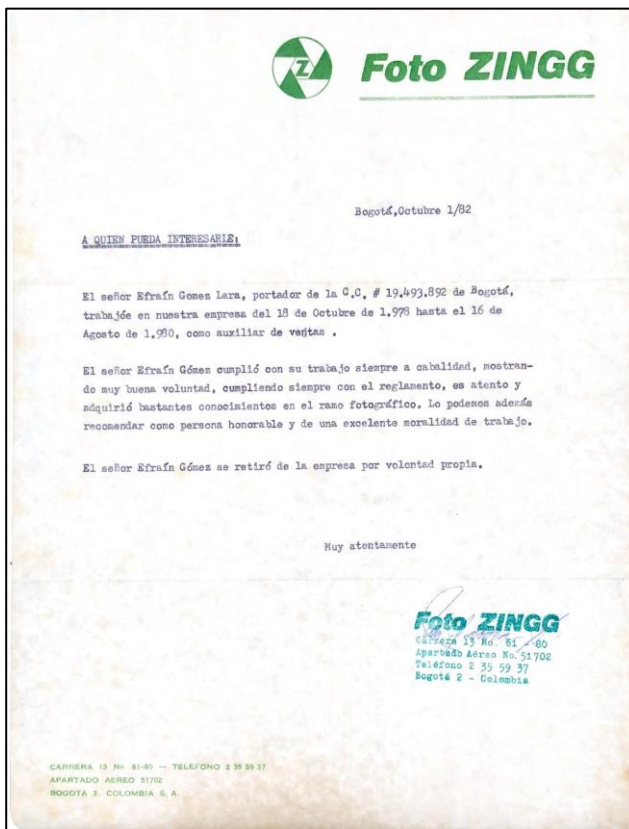 Z
Foto ZINGG
Bogotá,Octubre 1/82
A QUIEN PUEDA INTERESARLE:
El señor Efraín Gomez Lara, portador de la C.C. # 19.493.892 de Bogotá,
trabajóe en nuestra empresa del 18 de Octubre de 1.978 hasta el 16 de
Agosto de 1.980, como auxiliar de ventas .
El señor Efraín Gómez cumplió con su trabajo siempre a cabalidad, mostran-
do muy buena voluntad, cumpliendo siempre con el reglamento, es atento y
adquirió bastantes conocimientos en el ramo fotográfico. Lo podemos además
recomendar como persona honorable y de una excelente moralidad de trabajo.
El señor Efraín Gómez se retiró de la empresa por volontad propia.
Muy atentamente
Foto ZINGG
Carrera 13 No. 61 - 80
Apartado Aéreo No. 51702
Teléfono 2 35 59 37
Bogotá 2 - Colombia
CARRERA 13 No 61-80 — TELEFONO 2 35 59 37
APARTADO AEREO 51702
BOGOTA 2. COLOMBIA S. A.